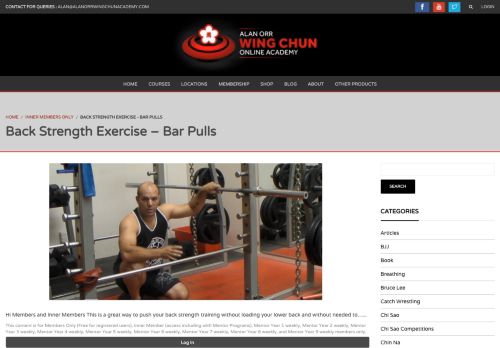 CONTACT FOR QUERIES : ALAN@ALANORRWINGCHUNACADEMY.COM
LOGIN
ALAN ORR
WING CHUN
ONLINE ACADEMY
HOME COURSES LOCATIONS MEMBERSHIP SHOP BLOG ABOUT OTHER PRODUCTS
HOME / INNER MEMBERS ONLY / BACK STRENGTH EXERCISE - BAR PULLS
Back Strength Exercise – Bar Pulls
SEARCH
CATEGORIES
Articles
BJJ
Book
Breathing
Bruce Lee
Catch Wrestling
Chi Sao
Chi Sao Competitions
Chin Na
Hi Members and Inner Members This is a great way to push your back strength training without loading your lower back and without needed to……
This content is for Members Only (Free for registered users), Inner Member (access including with Mentor Programs), Mentor Year 1 weekly, Mentor Year 2 weekly, Mentor
Year 3 weekly, Mentor Year 4 weekly, Mentor Year 5 weekly, Mentor Year 6 weekly, Mentor Year 7 weekly, Mentor Year 8 weekly, and Mentor Year 9 weekly members only.
Log In